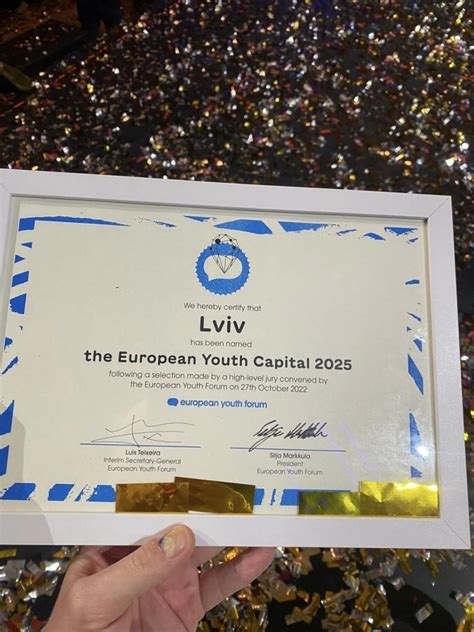 We hereby certify that
Lviv
has been named
the European Youth Capital 2025
following a selection made by a high-level jury convened by
the European Youth Forum on 27th October 2022
european youth forum
Luis Teixeira
Interim Secretary-General
European Youth Forum
Silja Markkula
President
European Youth Forum